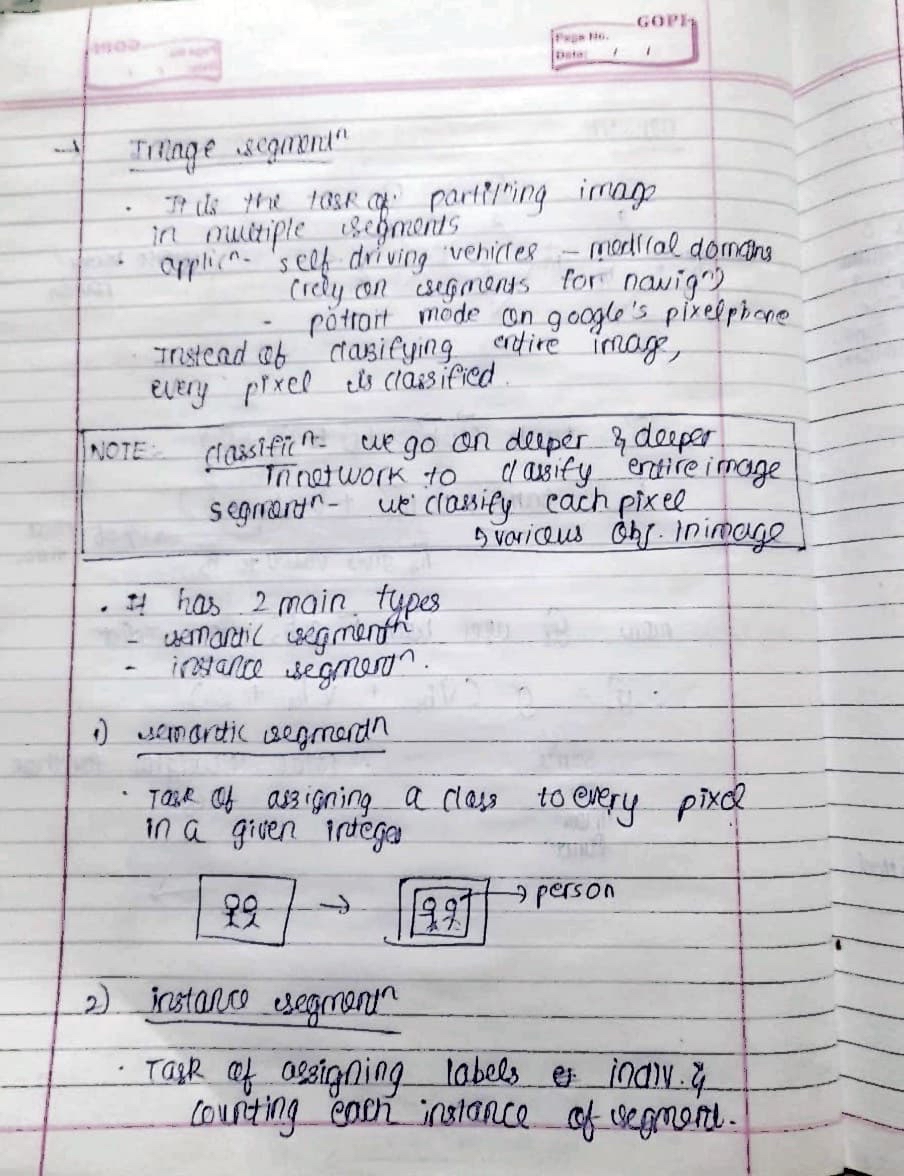 GOPI
Page No.
Date: / /
→ Image segmentⁿ
· It is the task of partitⁿing image
in multiple segments
· applicⁿ- self driving vehicles - medical domains
(rely on segments for navigⁿ)
- potrait mode on google's pixelphone
· Instead of classifying entire image,
every pixel is classified.
NOTE: classificⁿ- we go on deeper & deeper
in network to classify entire image
segmentⁿ- we classify each pixel
↳ various obj. in image
· It has 2 main types
- semantic segmentⁿ
- instance segmentⁿ.
1) semantic segmentⁿ
· Task of assigning a class to every pixel
in a given integer
→ → person
2) instance segmentⁿ
· Task of assigning labels indiv. &
counting each instance of segment.